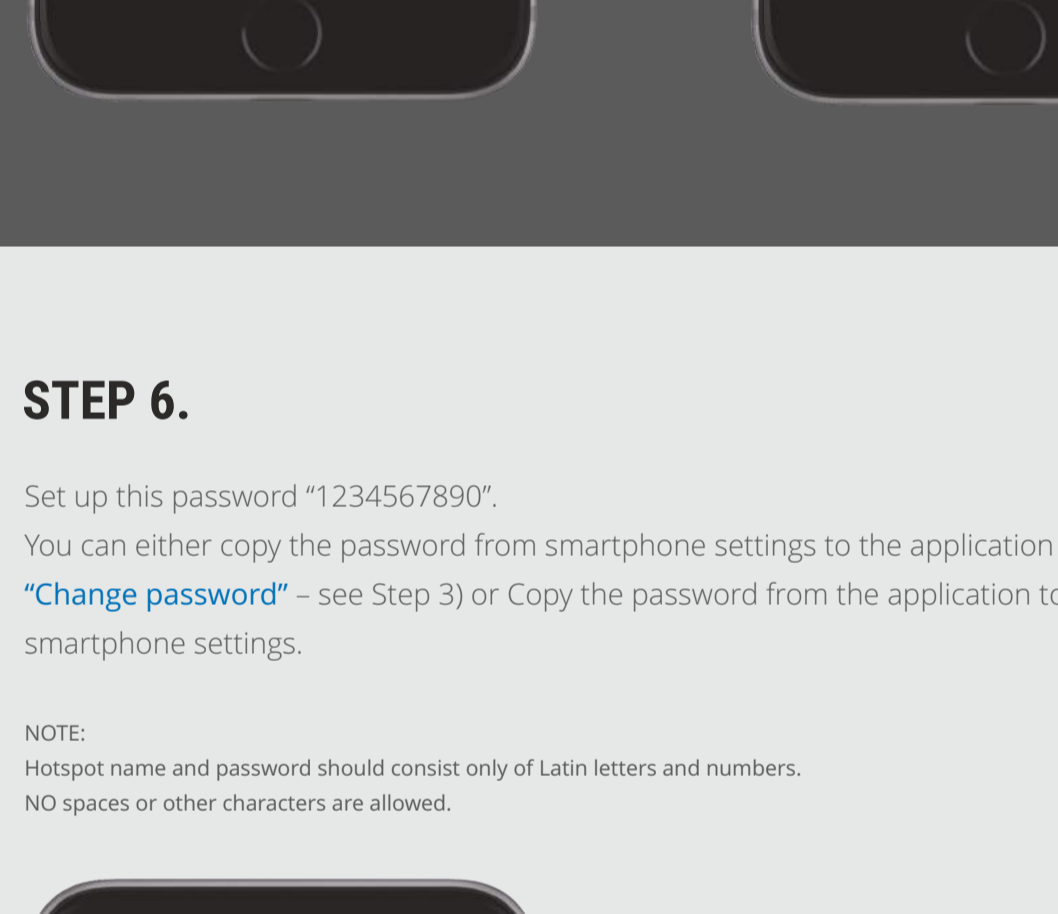 STEP 6.
Set up this password “1234567890”.
You can either copy the password from smartphone settings to the application
“Change password” – see Step 3) or Copy the password from the application to
smartphone settings.
NOTE:
Hotspot name and password should consist only of Latin letters and numbers.
NO spaces or other characters are allowed.